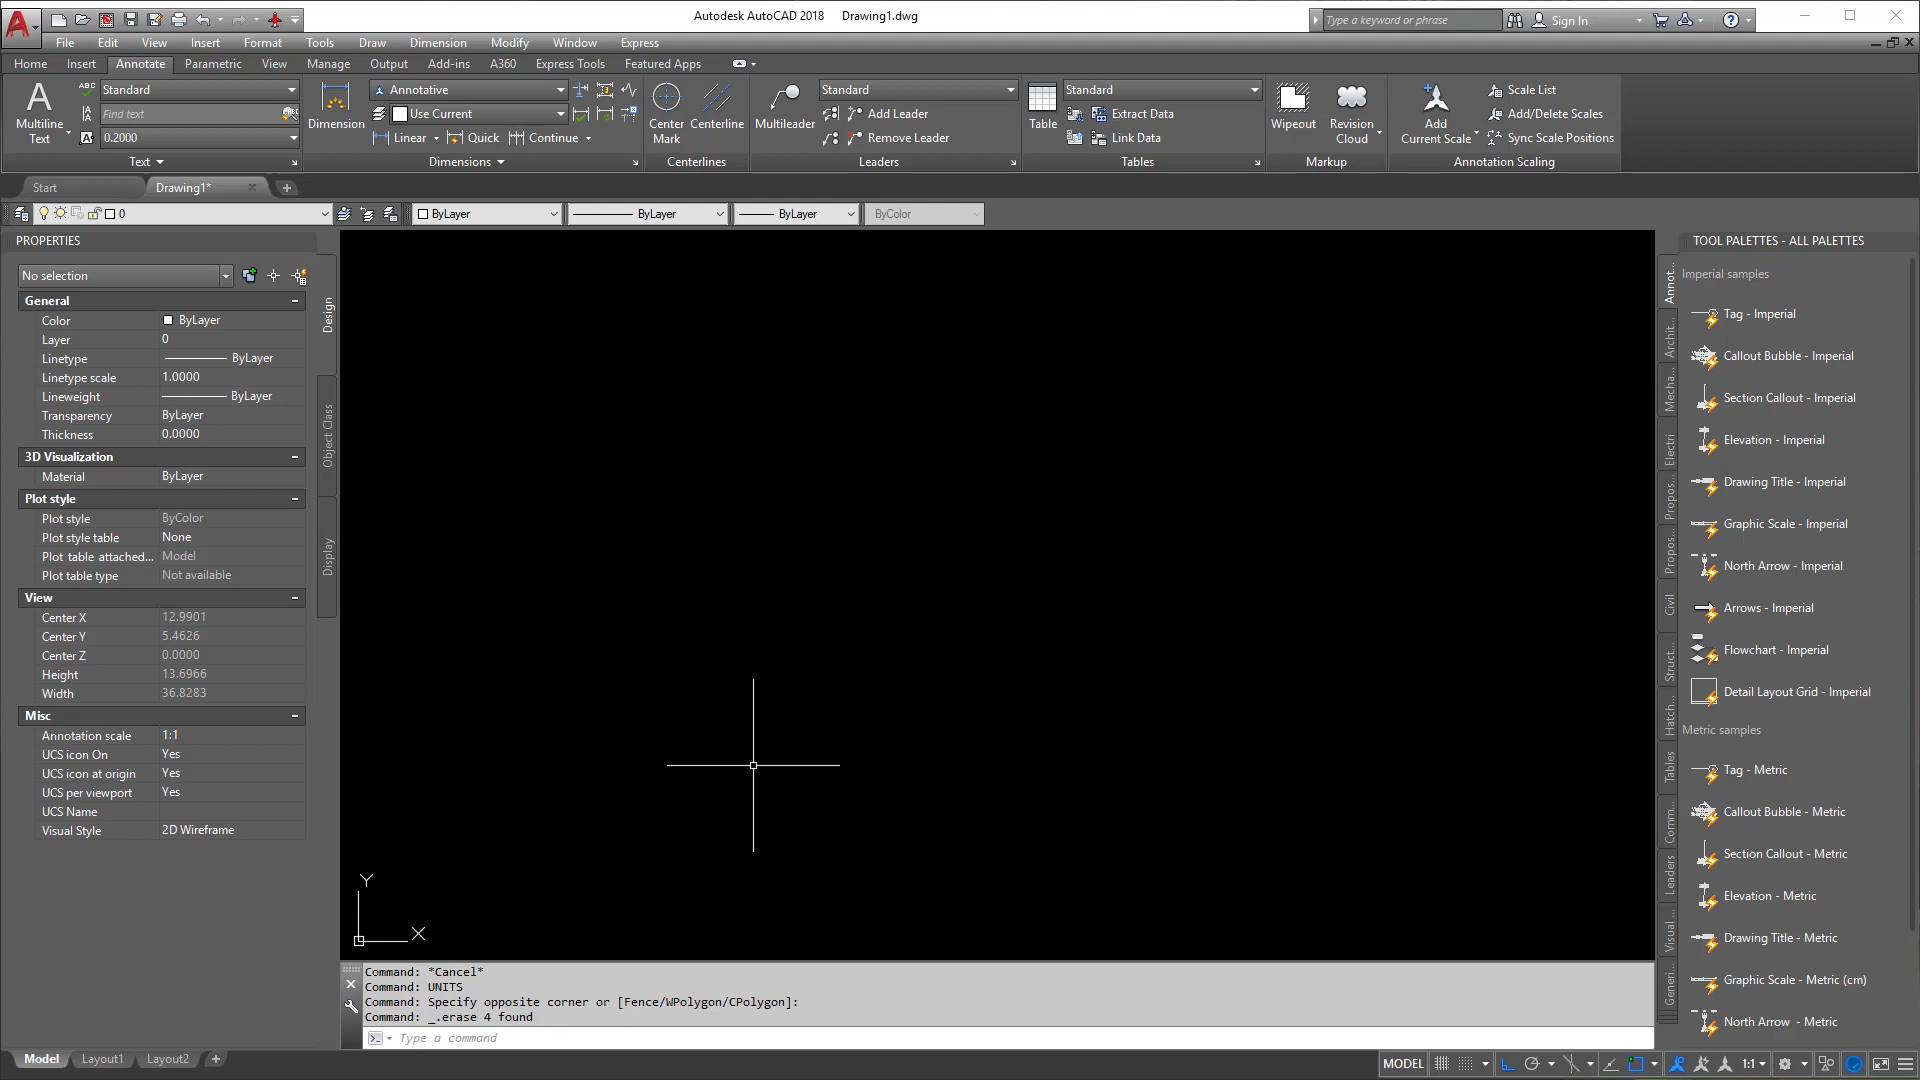 Autodesk AutoCAD 2018 Drawing1.dwg
Type a keyword or phrase
Sign In
File Edit View Insert Format Tools Draw Dimension Modify Window Express
Home Insert Annotate Parametric View Manage Output Add-ins A360 Express Tools Featured Apps
Multiline
Text
ABC
Standard
Find text
0.2000
Text
Dimension
Annotative
Use Current
Linear Quick Continue
Dimensions
Center
Mark
Centerline
Centerlines
Multileader
Standard
Add Leader
Remove Leader
Leaders
Table
Standard
Extract Data
Link Data
Tables
Wipeout
Revision
Cloud
Markup
Add
Current Scale
Scale List
Add/Delete Scales
Sync Scale Positions
Annotation Scaling
Start Drawing1*
0 ByLayer ByLayer ByLayer ByColor
PROPERTIES
No selection
General
Color ByLayer
Layer 0
Linetype ByLayer
Linetype scale 1.0000
Lineweight ByLayer
Transparency ByLayer
Thickness 0.0000
3D Visualization
Material ByLayer
Plot style
Plot style ByColor
Plot style table None
Plot table attached... Model
Plot table type Not available
View
Center X 12.9901
Center Y 5.4626
Center Z 0.0000
Height 13.6966
Width 36.8283
Misc
Annotation scale 1:1
UCS icon On Yes
UCS icon at origin Yes
UCS per viewport Yes
UCS Name
Visual Style 2D Wireframe
Design
Object Class
Display
Y
X
Command: *Cancel*
Command: UNITS
Command: Specify opposite corner or [Fence/WPolygon/CPolygon]:
Command: _.erase 4 found
Type a command
TOOL PALETTES - ALL PALETTES
Annot...
Archit...
Mecha...
Electri
Propos...
Propos...
Civil
Struct...
Hatch...
Tables
Comm...
Leaders
Visual...
Generi...
Imperial samples
Tag - Imperial
Callout Bubble - Imperial
Section Callout - Imperial
Elevation - Imperial
Drawing Title - Imperial
Graphic Scale - Imperial
North Arrow - Imperial
Arrows - Imperial
Flowchart - Imperial
Detail Layout Grid - Imperial
Metric samples
Tag - Metric
Callout Bubble - Metric
Section Callout - Metric
Elevation - Metric
Drawing Title - Metric
Graphic Scale - Metric (cm)
North Arrow - Metric
Model Layout1 Layout2
MODEL 1:1